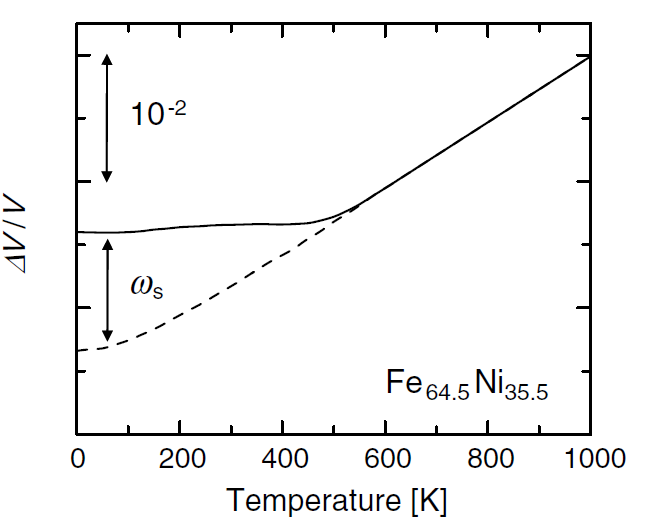 10⁻²
ΔV/V
ωₛ
Fe₆₄.₅Ni₃₅.₅
0 200 400 600 800 1000
Temperature [K]